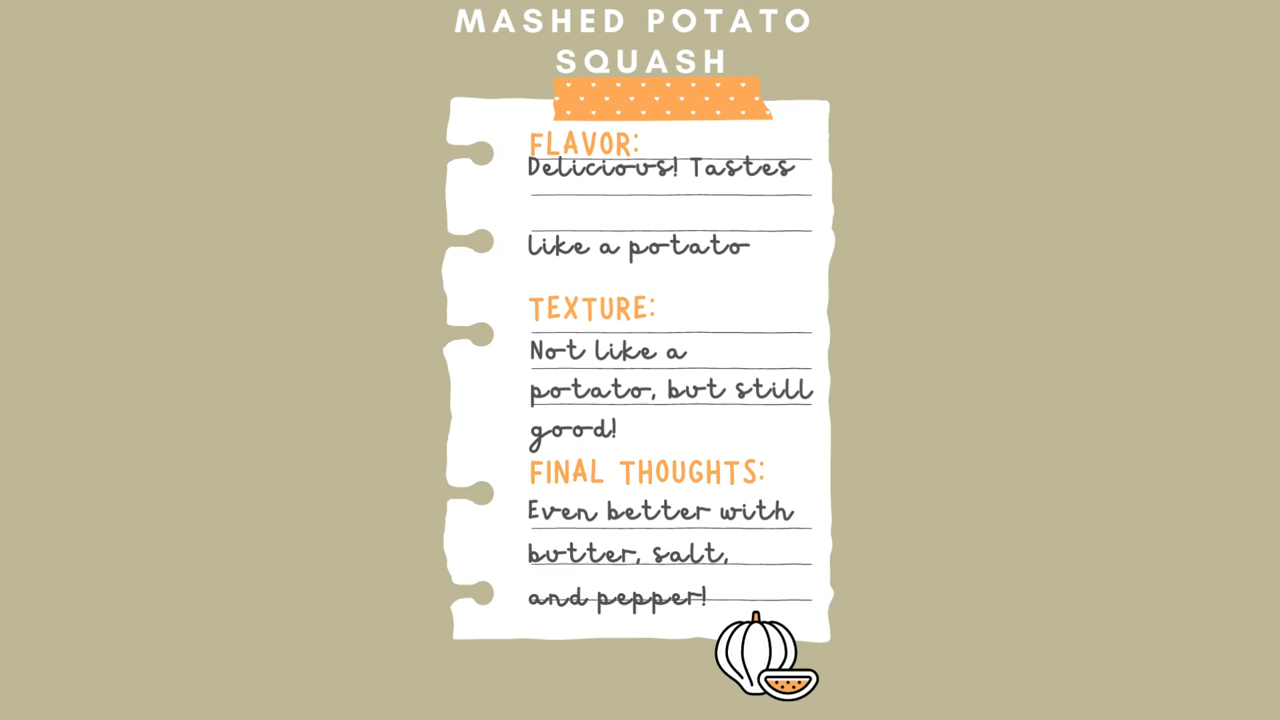 MASHED POTATO
SQUASH
FLAVOR:
Delicious! Tastes
like a potato
TEXTURE:
Not like a
potato, but still
good!
FINAL THOUGHTS:
Even better with
butter, salt,
and pepper!